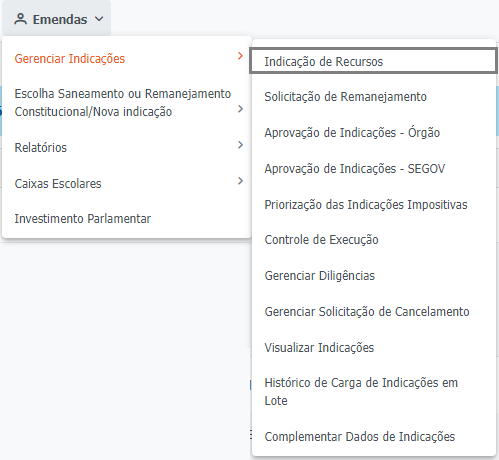 Emendas
Gerenciar Indicações
Escolha Saneamento ou Remanejamento
Constitucional/Nova indicação
Relatórios
Caixas Escolares
Investimento Parlamentar
Indicação de Recursos
Solicitação de Remanejamento
Aprovação de Indicações - Órgão
Aprovação de Indicações - SEGOV
Priorização das Indicações Impositivas
Controle de Execução
Gerenciar Diligências
Gerenciar Solicitação de Cancelamento
Visualizar Indicações
Histórico de Carga de Indicações em
Lote
Complementar Dados de Indicações